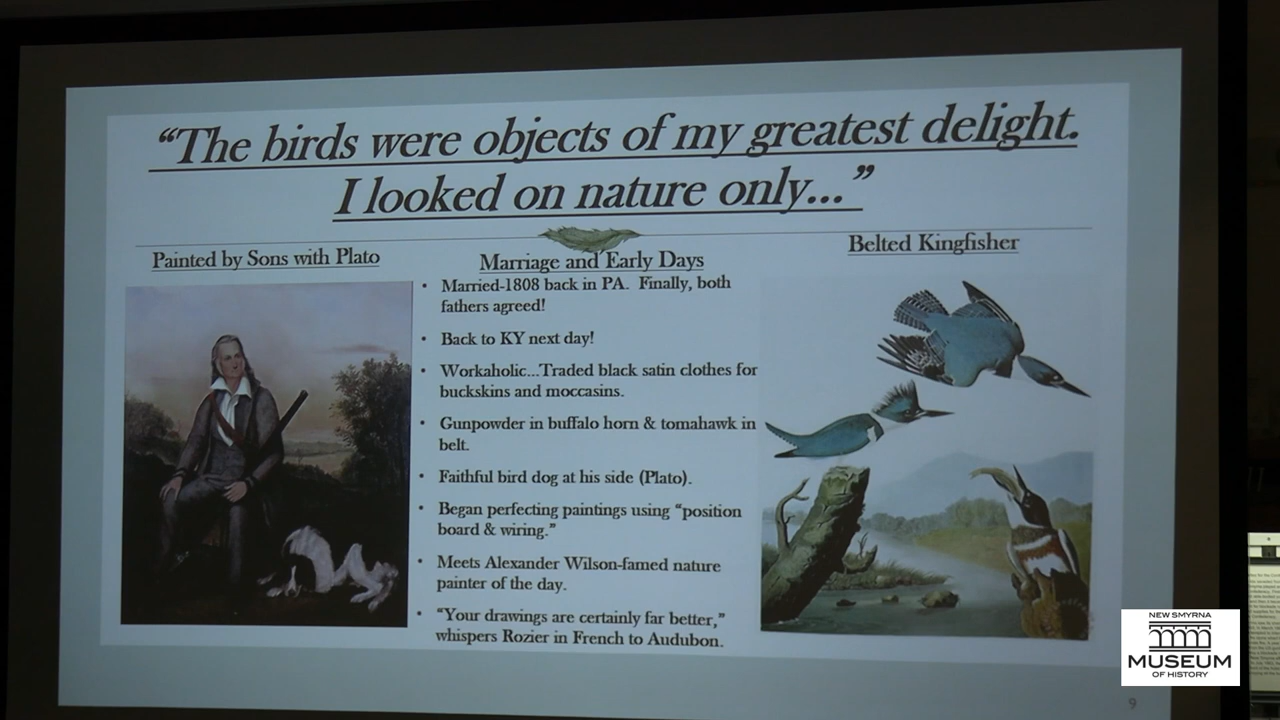 “The birds were objects of my greatest delight.
I looked on nature only...”
Painted by Sons with Plato
Marriage and Early Days
• Married-1808 back in PA. Finally, both
fathers agreed!
• Back to KY next day!
• Workaholic...Traded black satin clothes for
buckskins and moccasins.
• Gunpowder in buffalo horn & tomahawk in
belt.
• Faithful bird dog at his side (Plato).
• Began perfecting paintings using “position
board & wiring.”
• Meets Alexander Wilson-famed nature
painter of the day.
• “Your drawings are certainly far better,”
whispers Rozier in French to Audubon.
Belted Kingfisher
NEW SMYRNA
MUSEUM
OF HISTORY
9